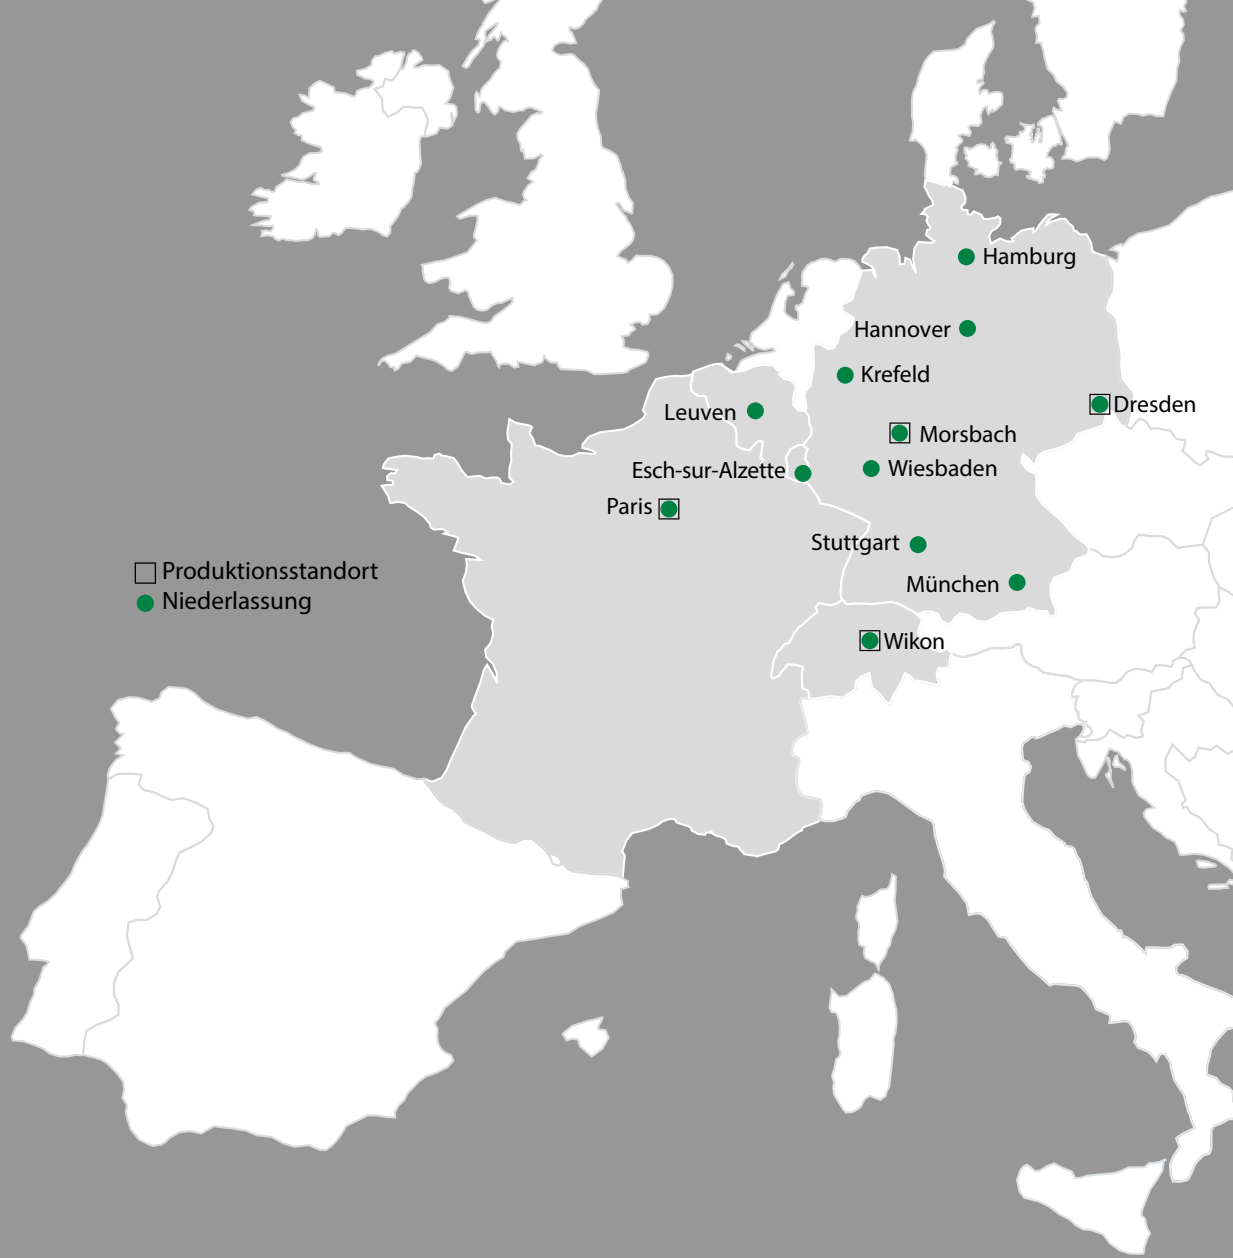 Hamburg
Hannover
Krefeld
Leuven
Dresden
Morsbach
Esch-sur-Alzette
Wiesbaden
Paris
Stuttgart
München
Produktionsstandort
Niederlassung
Wikon